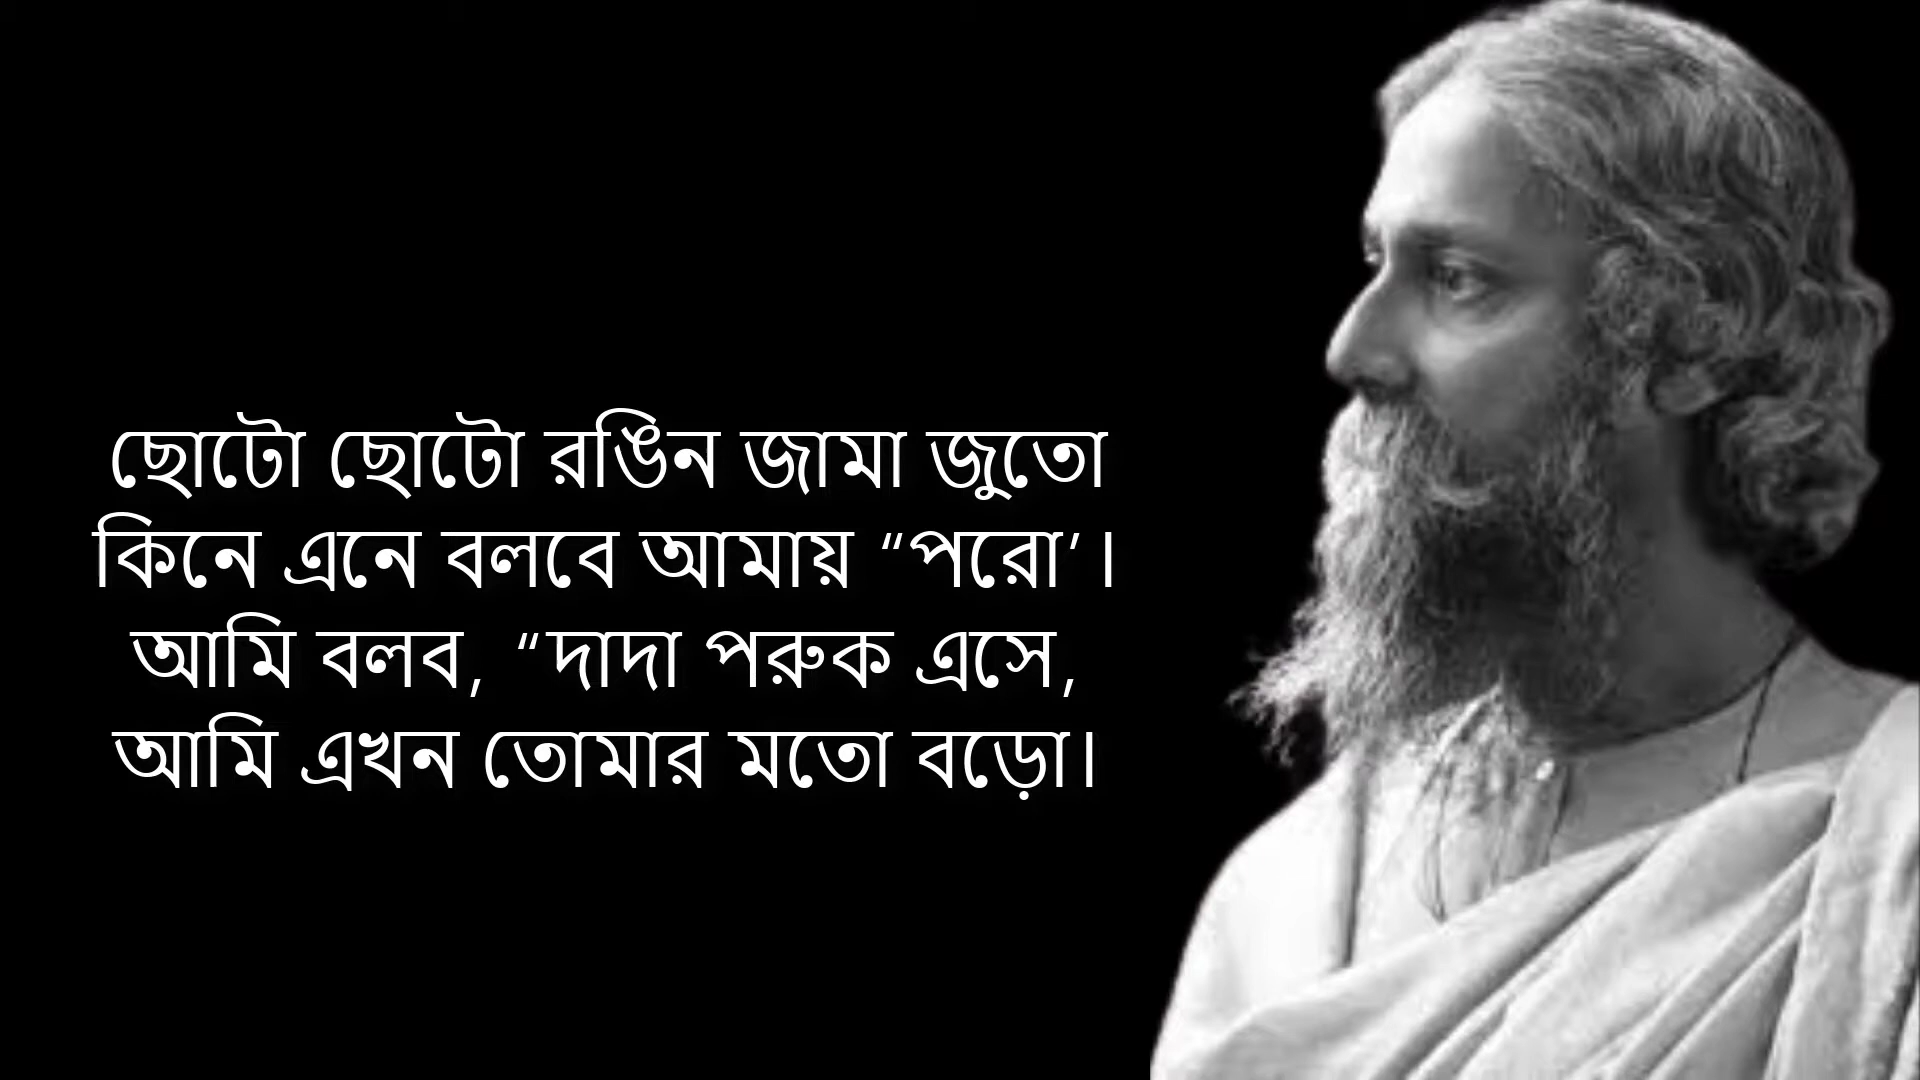 ছোটো ছোটো রঙিন জামা জুতো
কিনে এনে বলবে আমায় “পরো’।
আমি বলব, “দাদা পরুক এসে,
আমি এখন তোমার মতো বড়ো।